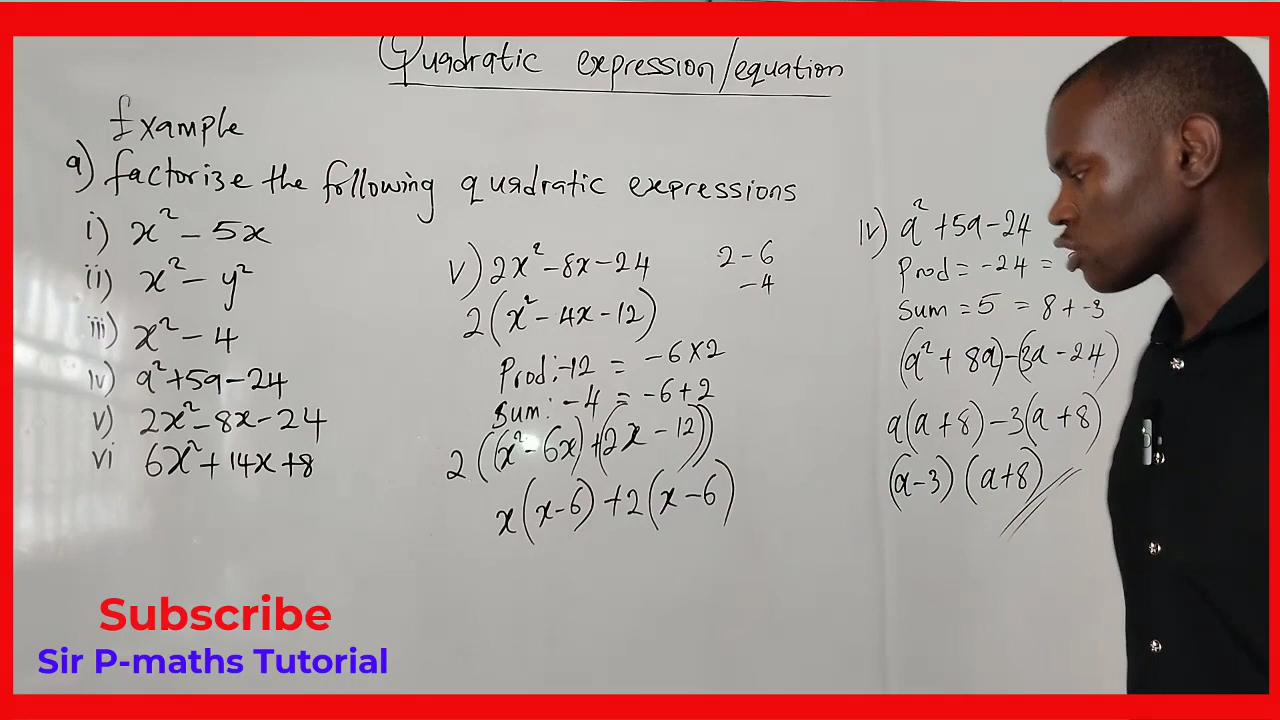 Quadratic expression/equation
Example
a) factorize the following quadratic expressions
i) x² - 5x
ii) x² - y²
iii) x² - 4
iv) a² + 5a - 24
v) 2x² - 8x - 24
vi 6x² + 14x + 8
v) 2x² - 8x - 24
2 - 6
-4
2(x² - 4x - 12)
Prod: -12 = -6 × 2
Sum: -4 = -6 + 2
2((x² - 6x) + (2x - 12))
x(x - 6) + 2(x - 6)
iv) a² + 5a - 24
Prod = -24 =
Sum = 5 = 8 + -3
(a² + 8a) - (3a - 24)
a(a + 8) - 3(a + 8)
(a - 3)(a + 8)
Subscribe
Sir P-maths Tutorial